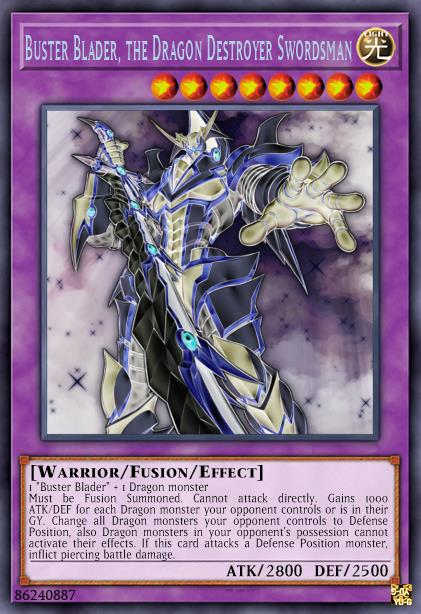 Buster Blader, the Dragon Destroyer Swordsman
LIGHT
光
[Warrior/Fusion/Effect]
1 "Buster Blader" + 1 Dragon monster
Must be Fusion Summoned. Cannot attack directly. Gains 1000
ATK/DEF for each Dragon monster your opponent controls or is in their
GY. Change all Dragon monsters your opponent controls to Defense
Position, also Dragon monsters in your opponent's possession cannot
activate their effects. If this card attacks a Defense Position monster,
inflict piercing battle damage.
ATK/2800 DEF/2500
86240887